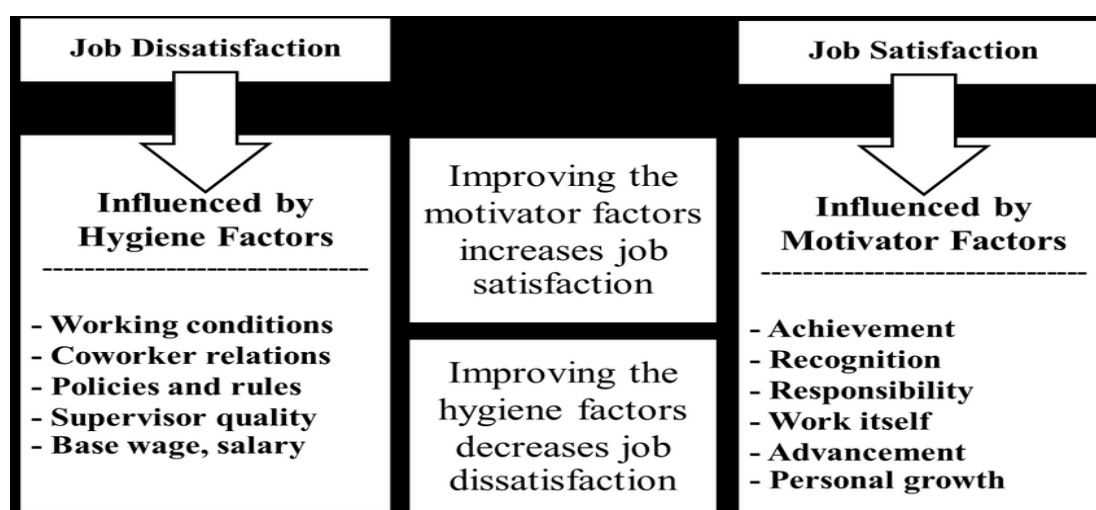 Job Dissatisfaction
Influenced by
Hygiene Factors
---------------------------------
- Working conditions
- Coworker relations
- Policies and rules
- Supervisor quality
- Base wage, salary
Improving the
motivator factors
increases job
satisfaction
Improving the
hygiene factors
decreases job
dissatisfaction
Job Satisfaction
Influenced by
Motivator Factors
---------------------------------
- Achievement
- Recognition
- Responsibility
- Work itself
- Advancement
- Personal growth